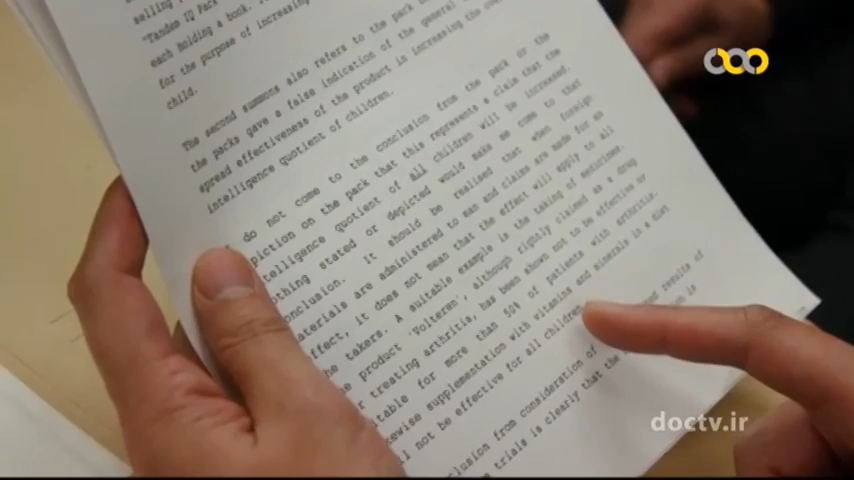 selling
"Tandem IQ Pack
each holding a book.
for the purpose of increasing
child.
The second summons also refers to the pack
the packs gave a false indication of the general
spread effectiveness of the product in increasing the
intelligence quotient of children.
I do not come to the conclusion from the pack or the
depiction on the pack that this represents a claim that the
intelligence quotient of all children will be increased.
nothing stated or depicted would make me come to that
conclusion. It should be realised that when foreign
materials are administered to man and claims are made for an
effect, it does not mean that the effect will apply to all
the takers. A suitable example is the taking of medicines.
the product 'Volteren', although rightly claimed as a drug
for treating arthritis, has been shown not to be effective or
suitable for more than 50% of patients with arthritis.
likewise supplementation with vitamins and minerals in a diet
will not be effective for all children
results of
conclusion from consideration of
trials is clearly that the
is
doctv.ir